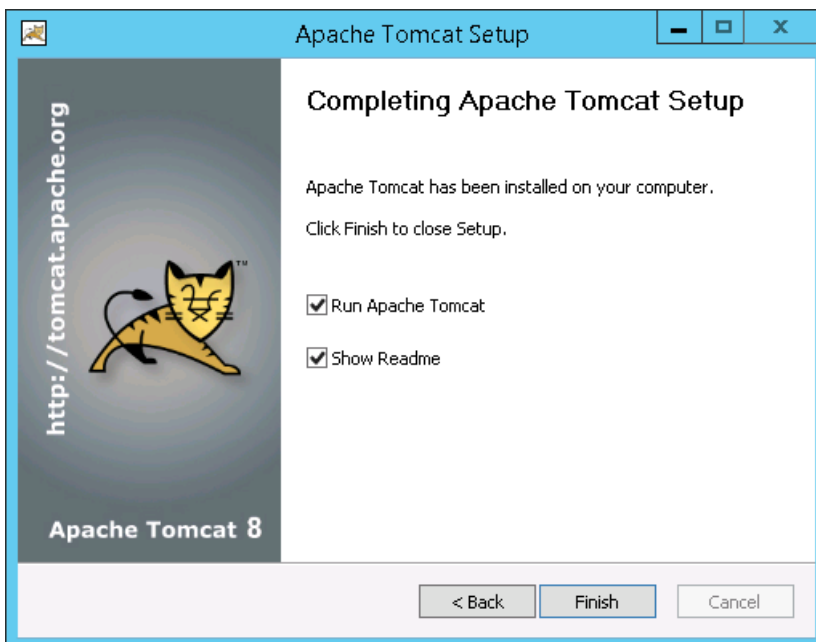 Apache Tomcat Setup
http://tomcat.apache.org
TM
Apache Tomcat 8
Completing Apache Tomcat Setup
Apache Tomcat has been installed on your computer.
Click Finish to close Setup.
Run Apache Tomcat
Show Readme
< Back
Finish
Cancel